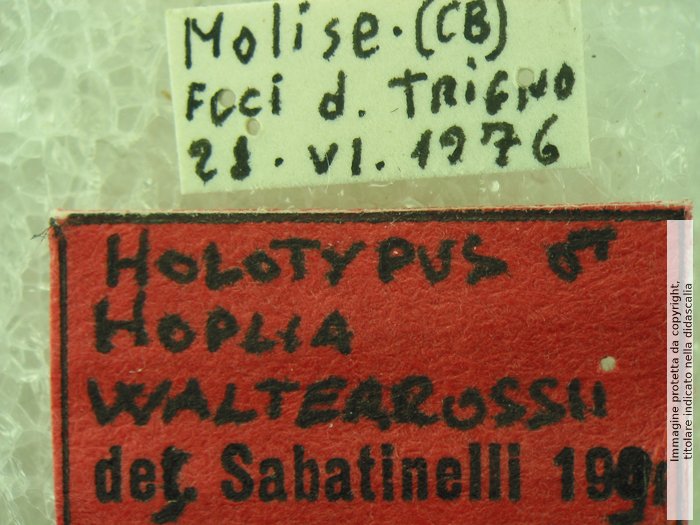 Molise. (CB)
Foci d. TRIGNO
28. VI. 1976
HOLOTYPUS ♂
HOPLIA
WALTERROSSII
det. Sabatinelli
Immagine protetta da copyright,
titolare indicato nella didascalia